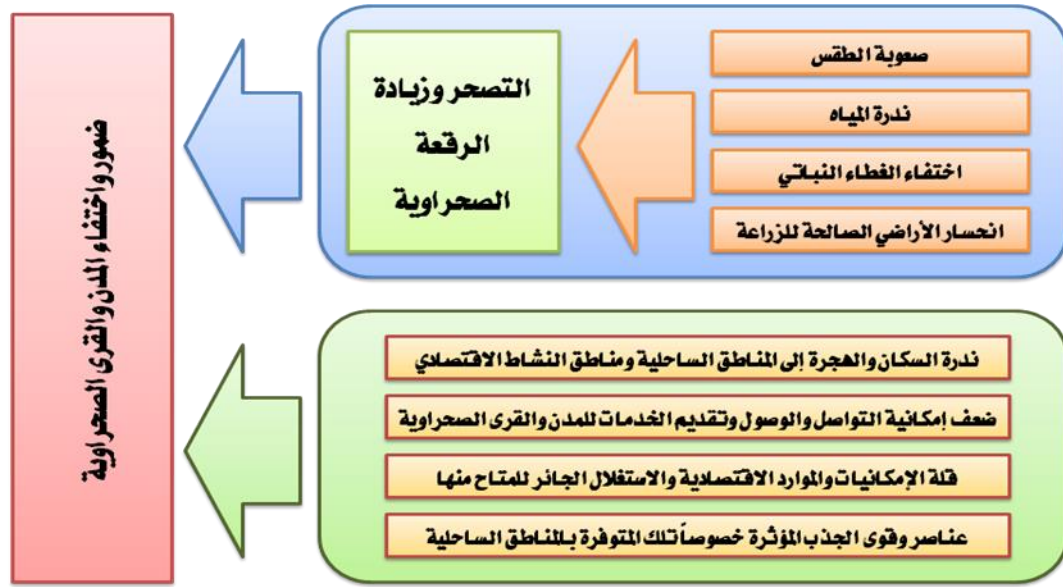 صعوبة الطقس
ندرة المياه
اختفاء الغطاء النباتي
انحسار الأراضي الصالحة للزراعة
التصحر وزيادة
الرقعة
الصحراوية
ندرة السكان والهجرة إلى المناطق الساحلية ومناطق النشاط الاقتصادي
ضعف إمكانية التواصل والوصول وتقديم الخدمات للمدن والقرى الصحراوية
قلة الإمكانيات والموارد الاقتصادية والاستغلال الجائر للمتاح منها
عناصر وقوى الجذب المؤثرة خصوصاً تلك المتوفرة بالمناطق الساحلية
ضمور واختفاء المدن والقرى الصحراوية